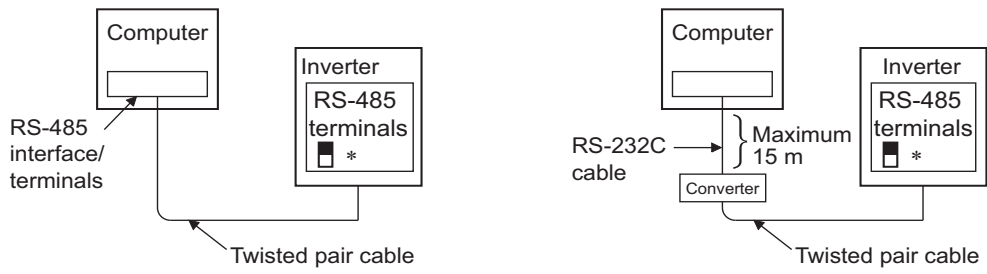 Computer
Inverter
RS-485
terminals
*
RS-485
interface/
terminals
Twisted pair cable
Computer
Inverter
RS-485
terminals
*
RS-232C
cable
Maximum
15 m
Converter
Twisted pair cable